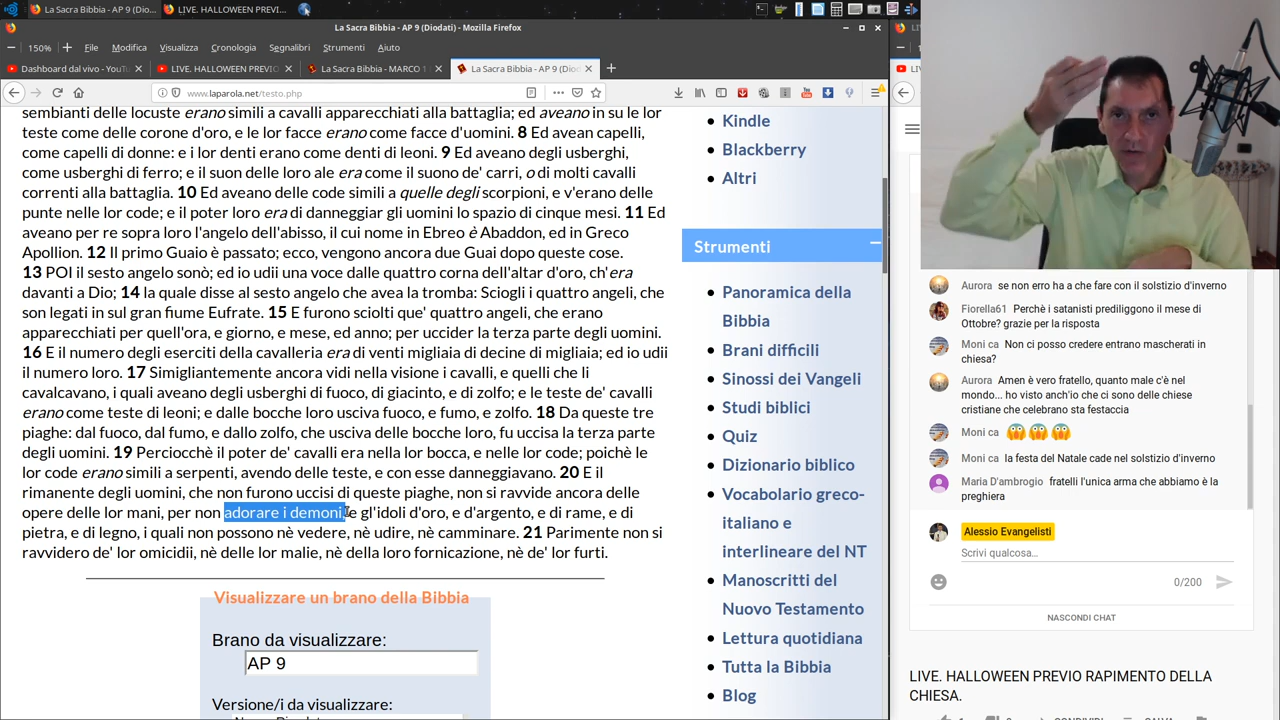 La Sacra Bibbia - AP 9 (Dio...
LIVE. HALLOWEEN PREVI...
La Sacra Bibbia - AP 9 (Diodati) - Mozilla Firefox
150%
File Modifica Visualizza Cronologia Segnalibri Strumenti Aiuto
Dashboard dal vivo - YouT
LIVE. HALLOWEEN PREVIO
La Sacra Bibbia - MARCO 1
La Sacra Bibbia - AP 9 (Diod
www.laparola.net/testo.php
sembianti delle locuste erano simili a cavalli apparecchiati alla battaglia; ed aveano in su le lor
teste come delle corone d'oro, e le lor facce erano come facce d'uomini. 8 Ed avean capelli,
come capelli di donne: e i lor denti erano come denti di leoni. 9 Ed aveano degli usberghi,
come usberghi di ferro; e il suon delle loro ale era come il suono de' carri, o di molti cavalli
correnti alla battaglia. 10 Ed aveano delle code simili a quelle degli scorpioni, e v'erano delle
punte nelle lor code; e il poter loro era di danneggiar gli uomini lo spazio di cinque mesi. 11 Ed
aveano per re sopra loro l'angelo dell'abisso, il cui nome in Ebreo è Abaddon, ed in Greco
Apollion. 12 Il primo Guaio è passato; ecco, vengono ancora due Guai dopo queste cose.
13 POI il sesto angelo sonò; ed io udii una voce dalle quattro corna dell'altar d'oro, ch'era
davanti a Dio; 14 la quale disse al sesto angelo che avea la tromba: Sciogli i quattro angeli, che
son legati in sul gran fiume Eufrate. 15 E furono sciolti que' quattro angeli, che erano
apparecchiati per quell'ora, e giorno, e mese, ed anno; per uccider la terza parte degli uomini.
16 E il numero degli eserciti della cavalleria era di venti migliaia di decine di migliaia; ed io udii
il numero loro. 17 Simigliantemente ancora vidi nella visione i cavalli, e quelli che li
cavalcavano, i quali aveano degli usberghi di fuoco, di giacinto, e di zolfo; e le teste de' cavalli
erano come teste di leoni; e dalle bocche loro usciva fuoco, e fumo, e zolfo. 18 Da queste tre
piaghe: dal fuoco, dal fumo, e dallo zolfo, che usciva delle bocche loro, fu uccisa la terza parte
degli uomini. 19 Perciocchè il poter de' cavalli era nella lor bocca, e nelle lor code; poichè le
lor code erano simili a serpenti, avendo delle teste, e con esse danneggiavano. 20 E il
rimanente degli uomini, che non furono uccisi di queste piaghe, non si ravvide ancora delle
opere delle lor mani, per non adorare i demoni, e gl'idoli d'oro, e d'argento, e di rame, e di
pietra, e di legno, i quali non possono nè vedere, nè udire, nè camminare. 21 Parimente non si
ravvidero de' lor omicidii, nè delle lor malie, nè della loro fornicazione, nè de' lor furti.
Visualizzare un brano della Bibbia
Brano da visualizzare:
AP 9
Versione/i da visualizzare:
Kindle
Blackberry
Altri
Strumenti
Panoramica della
Bibbia
Brani difficili
Sinossi dei Vangeli
Studi biblici
Quiz
Dizionario biblico
Vocabolario greco-
italiano e
interlineare del NT
Manoscritti del
Nuovo Testamento
Lettura quotidiana
Tutta la Bibbia
Blog
Aurora se non erro ha a che fare con il solstizio d'inverno
Fiorella61 Perchè i satanisti prediliggono il mese di
Ottobre? grazie per la risposta
Moni ca Non ci posso credere entrano mascherati in
chiesa?
Aurora Amen è vero fratello, quanto male c'è nel
mondo... ho visto anch'io che ci sono delle chiese
cristiane che celebrano sta festaccia
Moni ca 😱😱😱
Moni ca la festa del Natale cade nel solstizio d'inverno
Maria D'ambrogio fratelli l'unica arma che abbiamo è la
preghiera
Alessio Evangelisti
Scrivi qualcosa...
0/200
NASCONDI CHAT
LIVE. HALLOWEEN PREVIO RAPIMENTO DELLA
CHIESA.